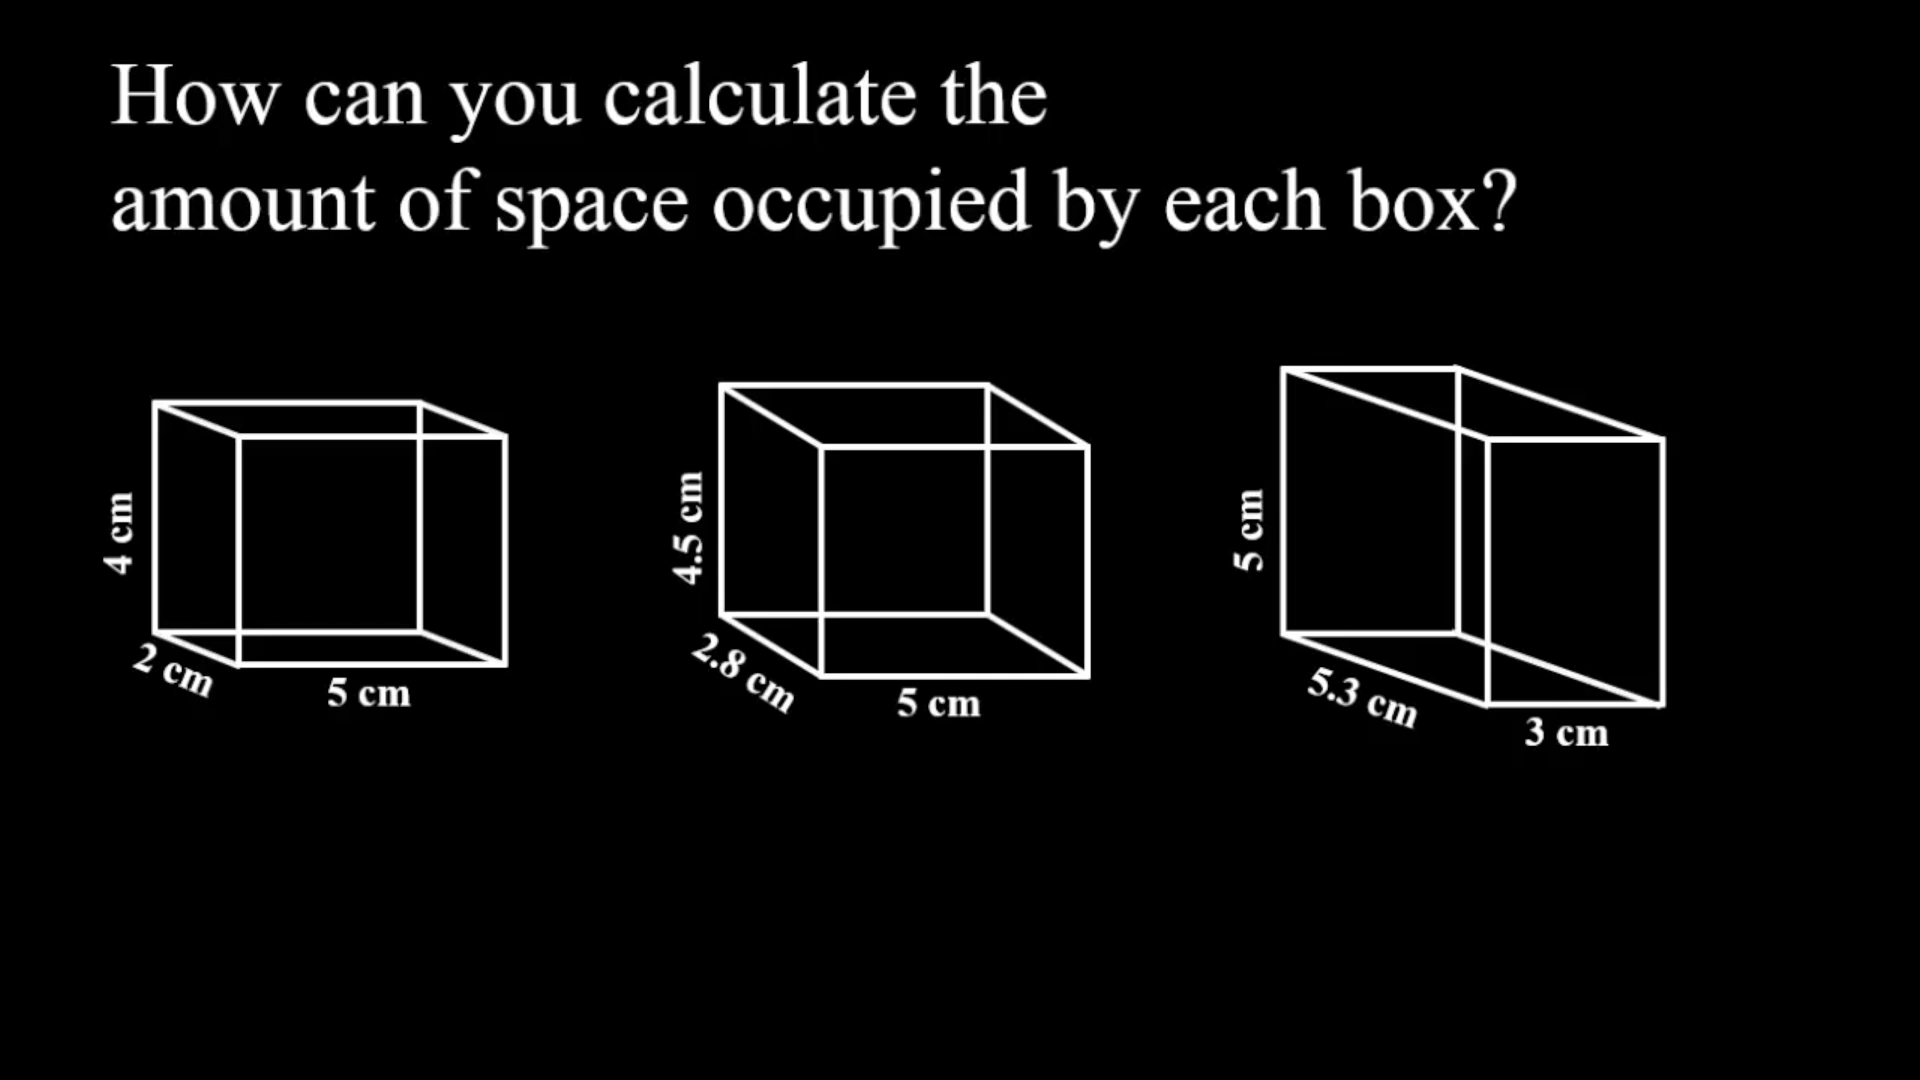 How can you calculate the
amount of space occupied by each box?
4 cm
2 cm
5 cm
4.5 cm
2.8 cm
5 cm
5 cm
5.3 cm
3 cm